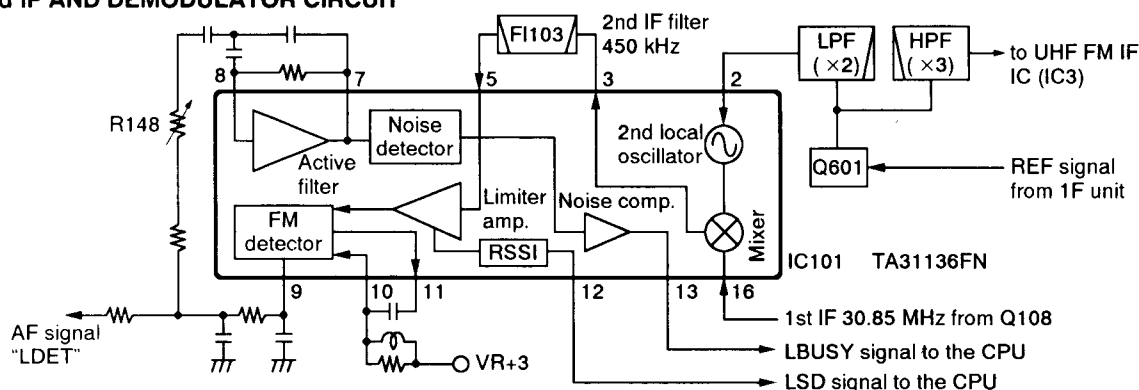 IF AND DEMODULATOR CIRCUIT
FI103
2nd IF filter
450 kHz
LPF
(×2)
HPF
(×3)
to UHF FM IF
IC (IC3)
8
7
5
3
2
R148
Noise
detector
Active
filter
2nd local
oscillator
Q601
REF signal
from 1F unit
FM
detector
Limiter
amp.
Noise comp.
RSSI
Mixer
IC101 TA31136FN
9
10
11
12
13
16
AF signal
"LDET"
VR+3
1st IF 30.85 MHz from Q108
LBUSY signal to the CPU
LSD signal to the CPU